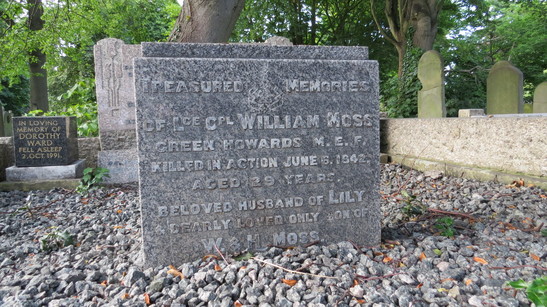 TREASURED MEMORIES
OF LCE CPL WILLIAM MOSS
GREEN HOWARDS M.E.F.
KILLED IN ACTION JUNE 6, 1942
AGED 29 YEARS
BELOVED HUSBAND OF LILY
& DEARLY LOVED ONLY SON OF
W. & H. MOSS
IN LOVING
MEMORY OF
DOROTHY
WARD
FELL ASLEEP
2. OCT. 1991